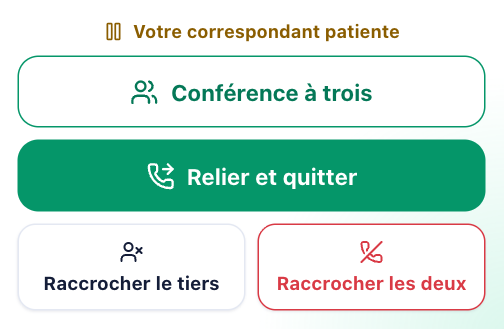 Votre correspondant patiente
Conférence à trois
Relier et quitter
Raccrocher le tiers
Raccrocher les deux